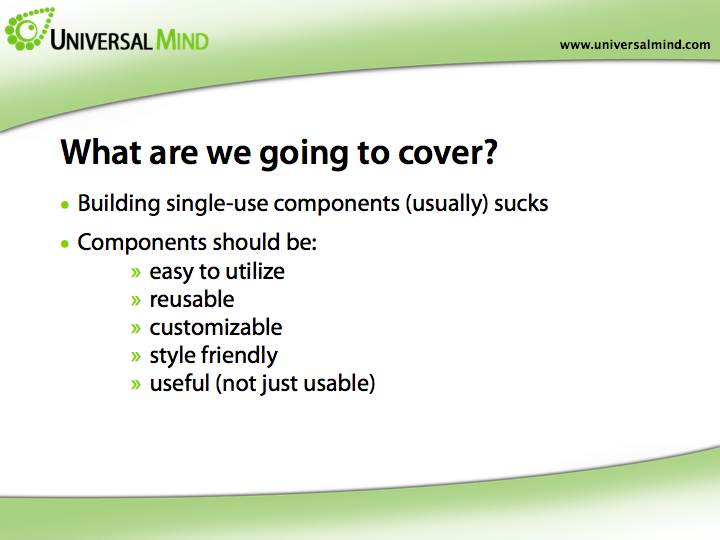 UNIVERSAL MIND
www.universalmind.com
What are we going to cover?
• Building single-use components (usually) sucks
• Components should be:
» easy to utilize
» reusable
» customizable
» style friendly
» useful (not just usable)